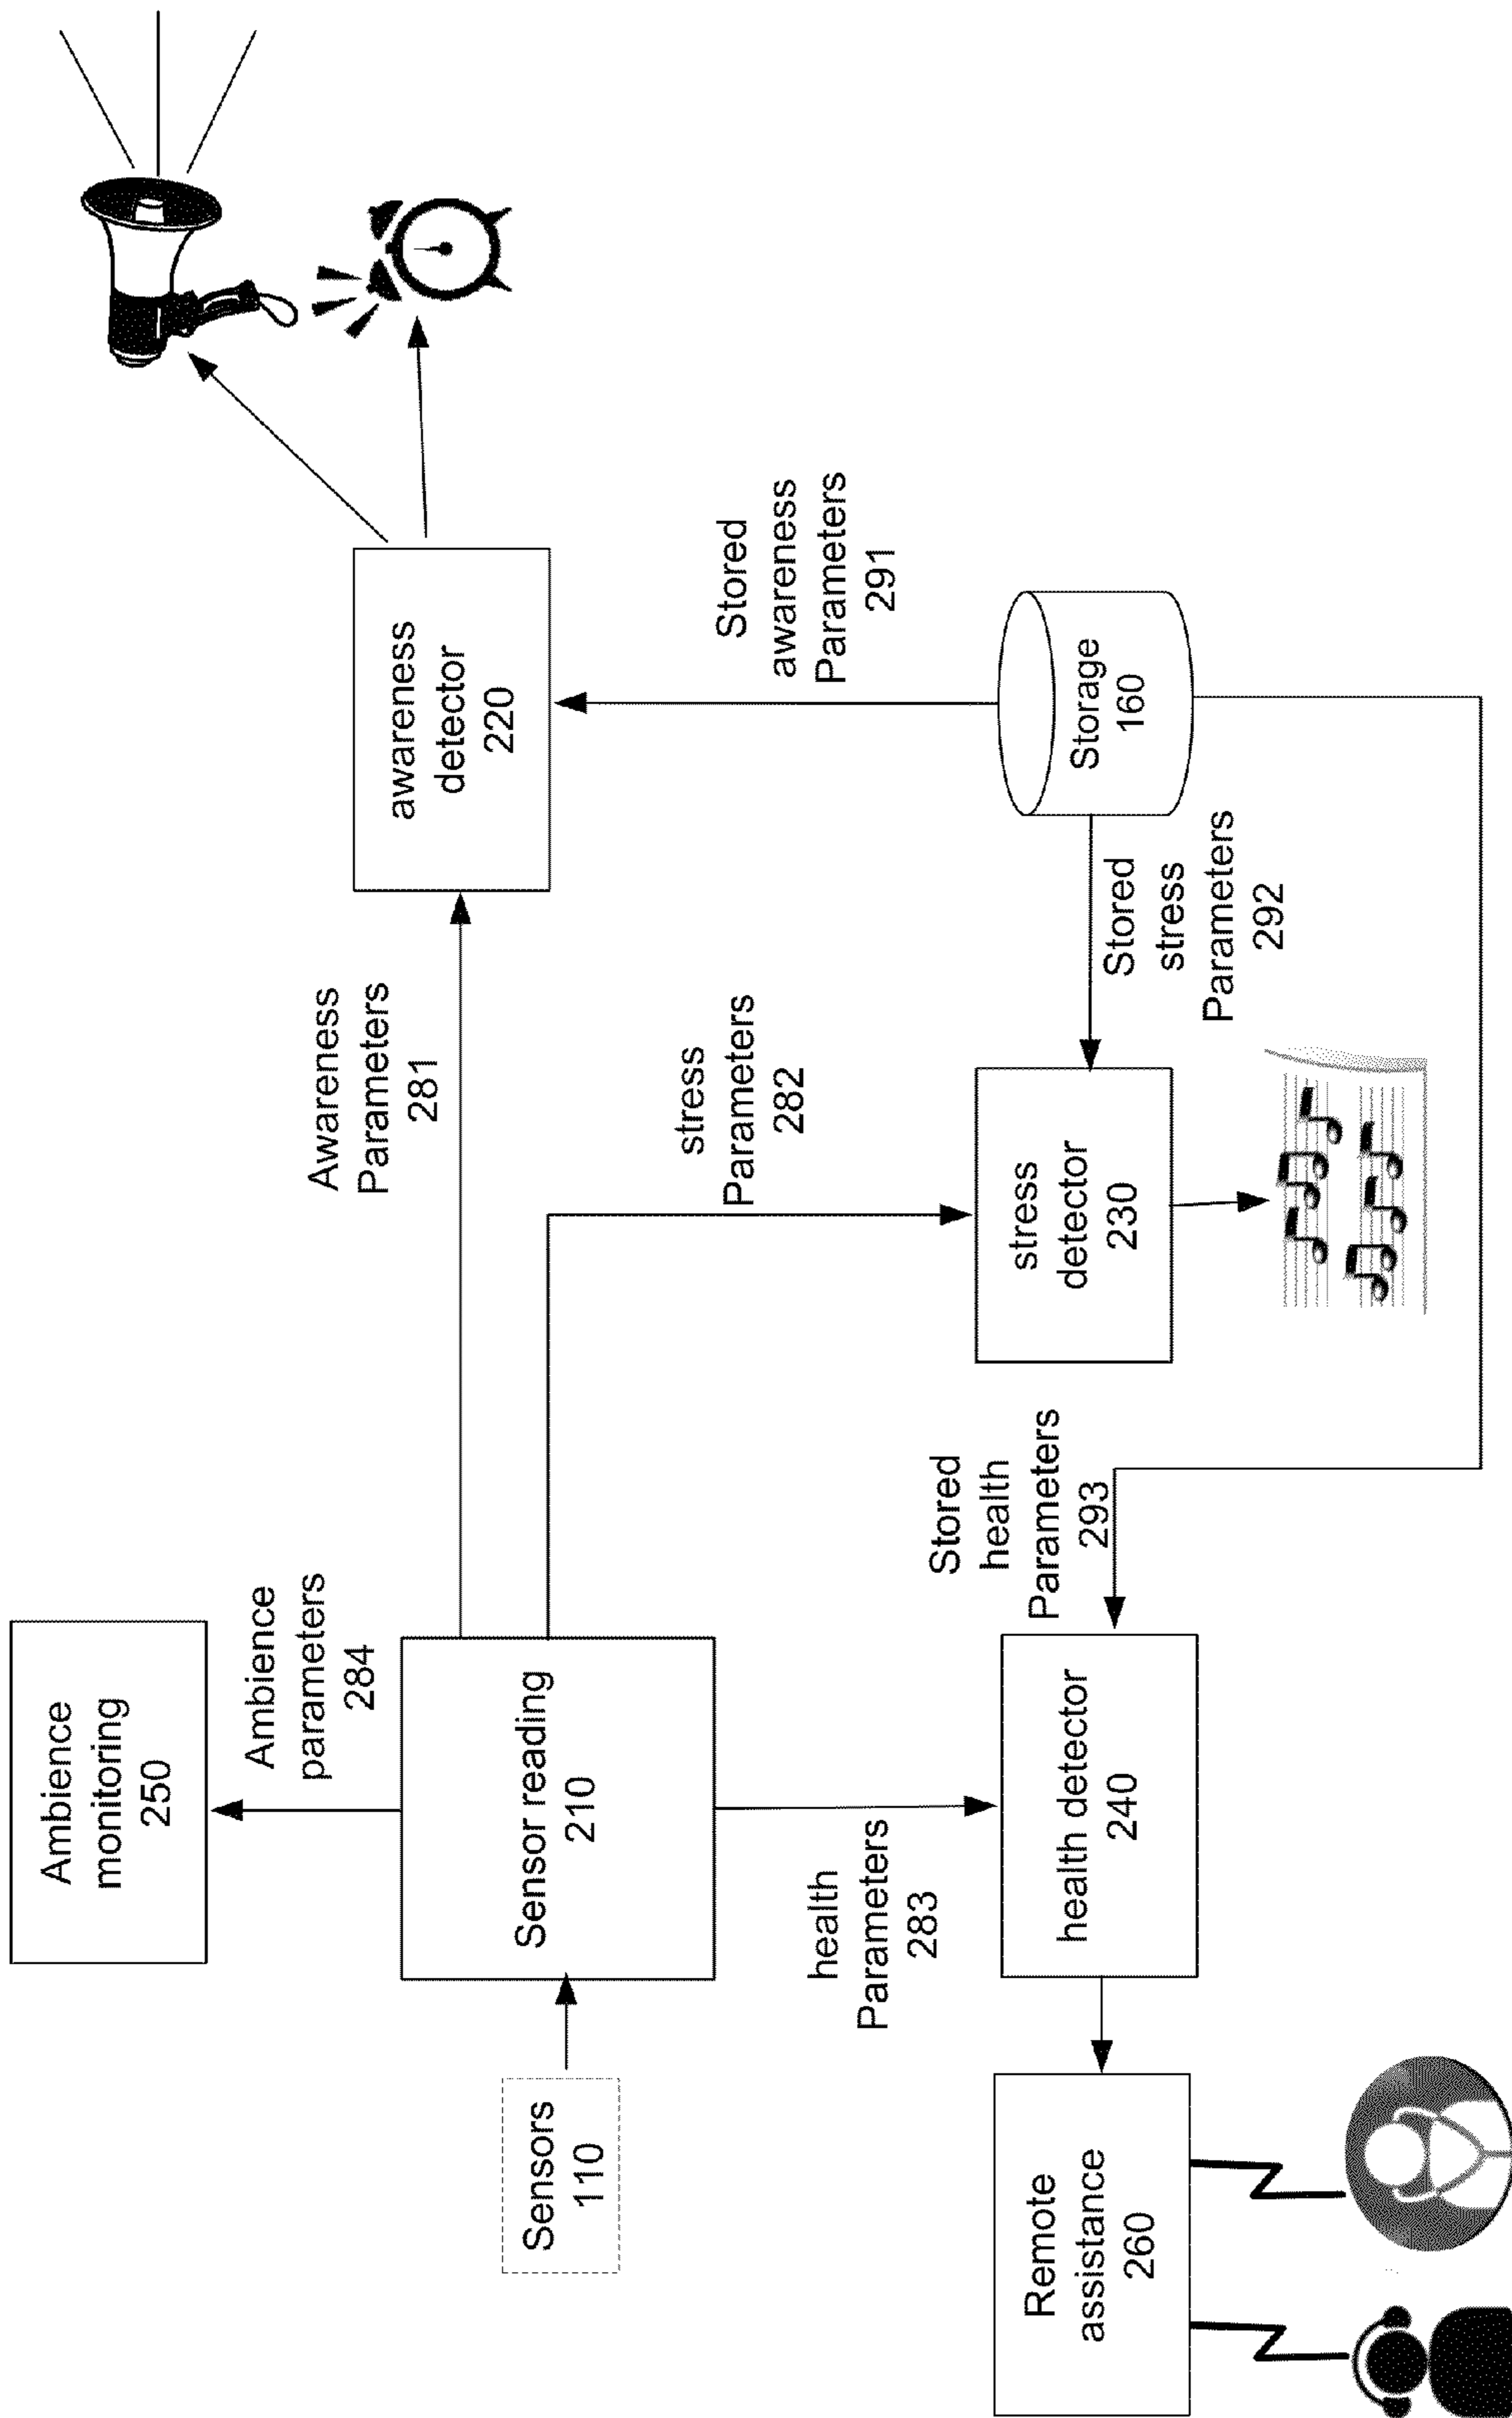 Ambience
monitoring
250
Ambience
parameters
284
Sensors
110
Sensor reading
210
Awareness
Parameters
281
awareness
detector
220
stress
Parameters
282
health
Parameters
283
Stored
awareness
Parameters
291
Remote
assistance
260
health detector
240
Stored
health
Parameters
293
stress
detector
230
Stored
stress
Parameters
292
Storage
160